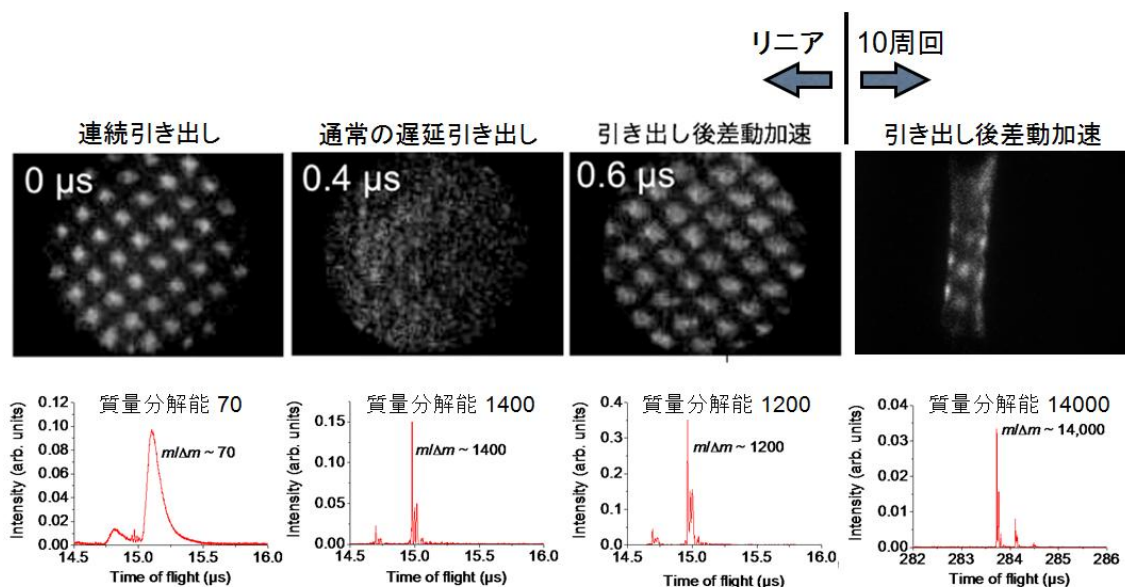 リニア
10周回
連続引き出し
通常の遅延引き出し
引き出し後差動加速
引き出し後差動加速
0 μs
0.4 μs
0.6 μs
質量分解能 70
質量分解能 1400
質量分解能 1200
質量分解能 14000
Intensity (arb. units)
0.12
0.10
0.08
0.06
0.04
0.02
0.00
m/Δm ~ 70
14.5
15.0
15.5
16.0
Time of flight (μs)
Intensity (arb. units)
0.15
0.10
0.05
0.00
m/Δm ~ 1400
14.5
15.0
15.5
16.0
Time of flight (μs)
Intensity (arb. units)
0.4
0.3
0.2
0.1
0.0
m/Δm ~ 1200
14.5
15.0
15.5
16.0
Time of flight (μs)
Intensity (arb. units)
0.04
0.03
0.02
0.01
0.00
m/Δm ~ 14,000
282
283
284
285
286
Time of flight (μs)